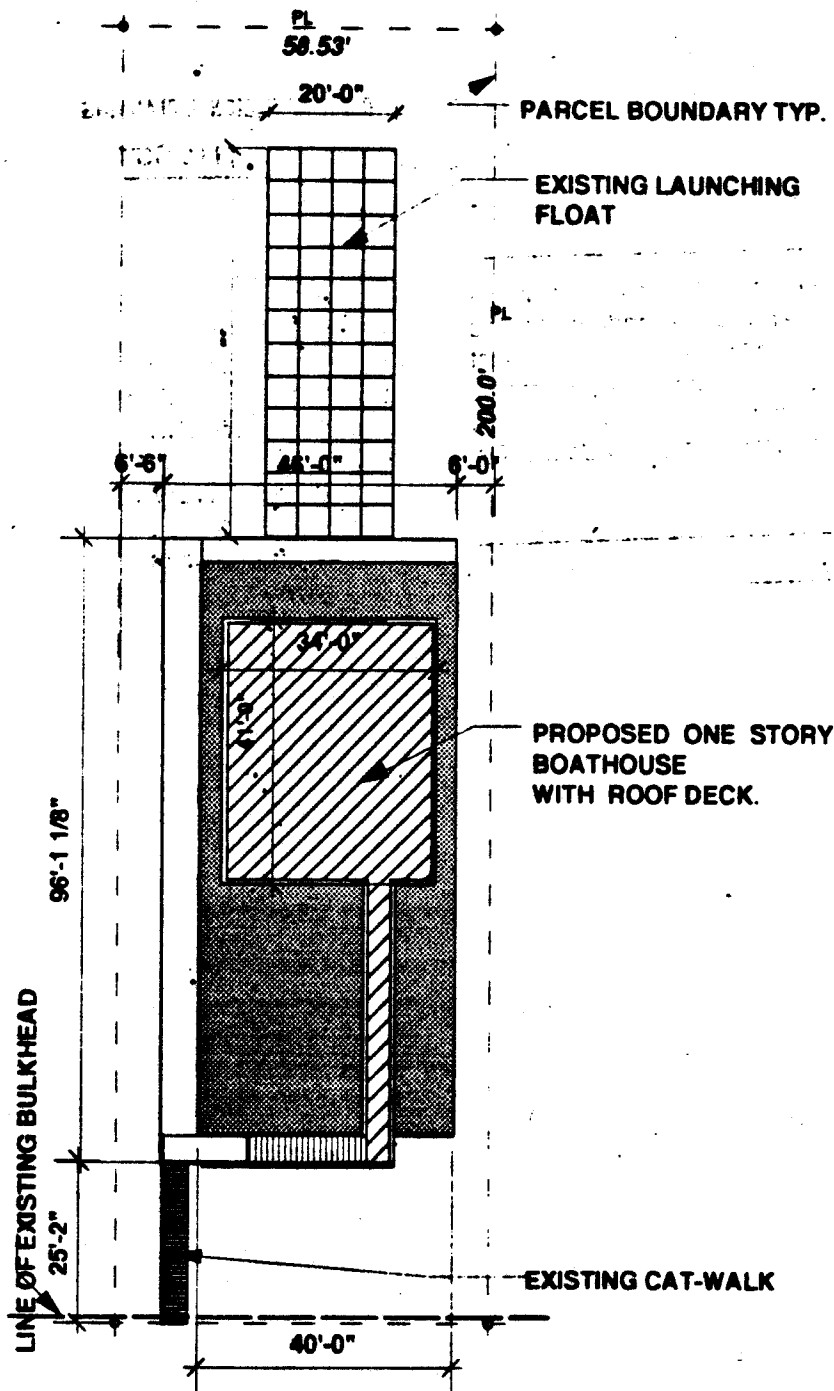 PL
58.53'
20'-0"
PARCEL BOUNDARY TYP.
EXISTING LAUNCHING
FLOAT
PL
200.0'
6'-6"
46'-0"
6'-0"
34'-0"
41'-0"
PROPOSED ONE STORY
BOATHOUSE
WITH ROOF DECK.
96'-1 1/8"
LINE OF EXISTING BULKHEAD
25'-2"
EXISTING CAT-WALK
40'-0"